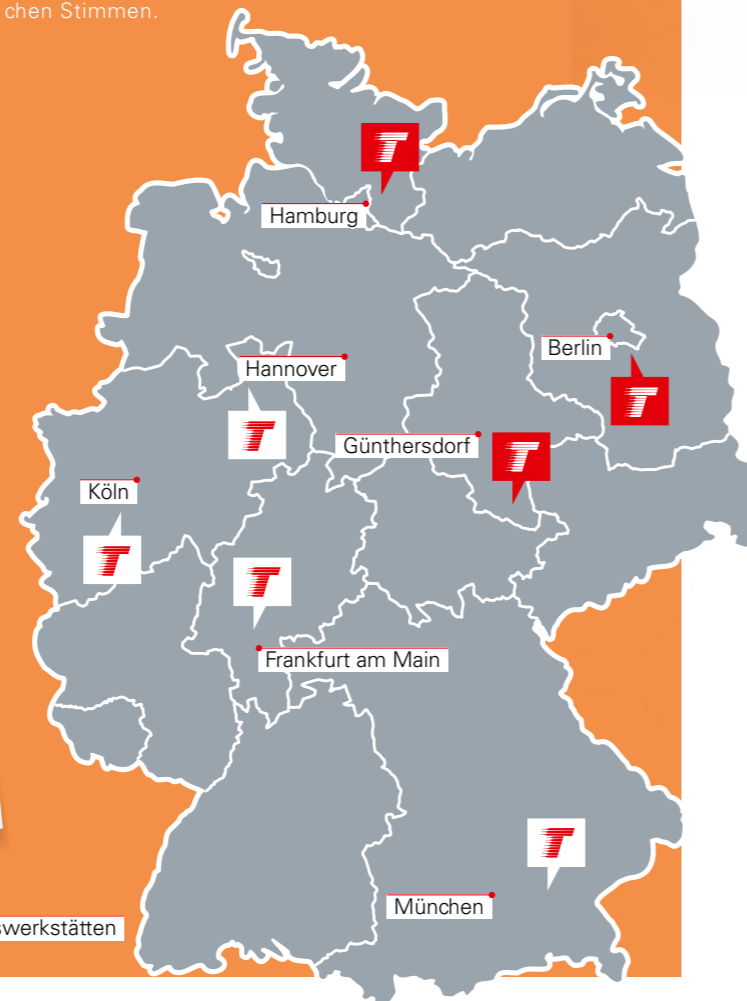 chen Stimmen.
T
Hamburg
Berlin
Hannover
T
T
Günthersdorf
T
Köln
T
T
Frankfurt am Main
T
München
swerkstätten